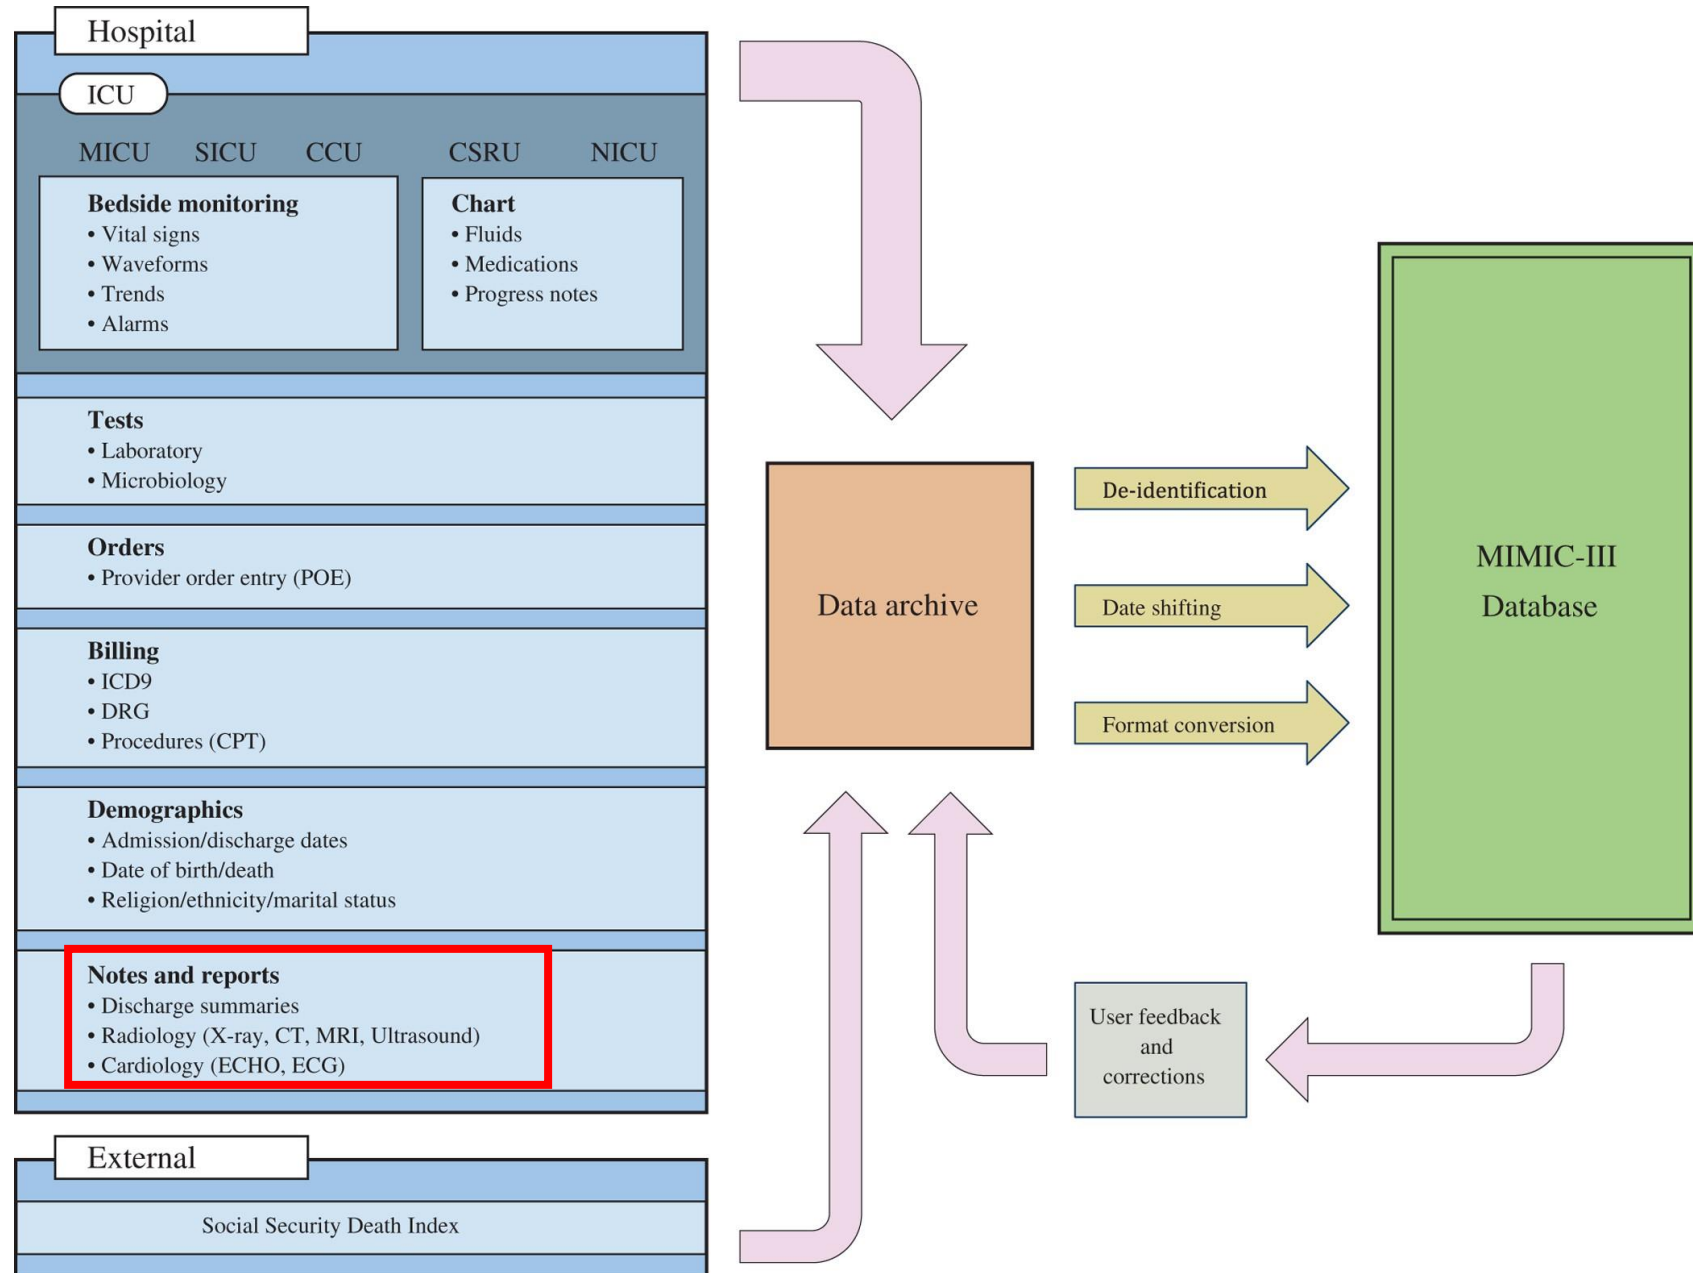 Hospital
ICU
MICU SICU CCU CSRU NICU
Bedside monitoring
• Vital signs
• Waveforms
• Trends
• Alarms
Chart
• Fluids
• Medications
• Progress notes
Tests
• Laboratory
• Microbiology
Orders
• Provider order entry (POE)
Billing
• ICD9
• DRG
• Procedures (CPT)
Demographics
• Admission/discharge dates
• Date of birth/death
• Religion/ethnicity/marital status
Notes and reports
• Discharge summaries
• Radiology (X-ray, CT, MRI, Ultrasound)
• Cardiology (ECHO, ECG)
External
Social Security Death Index
Data archive
De-identification
Date shifting
Format conversion
MIMIC-III
Database
User feedback
and
corrections